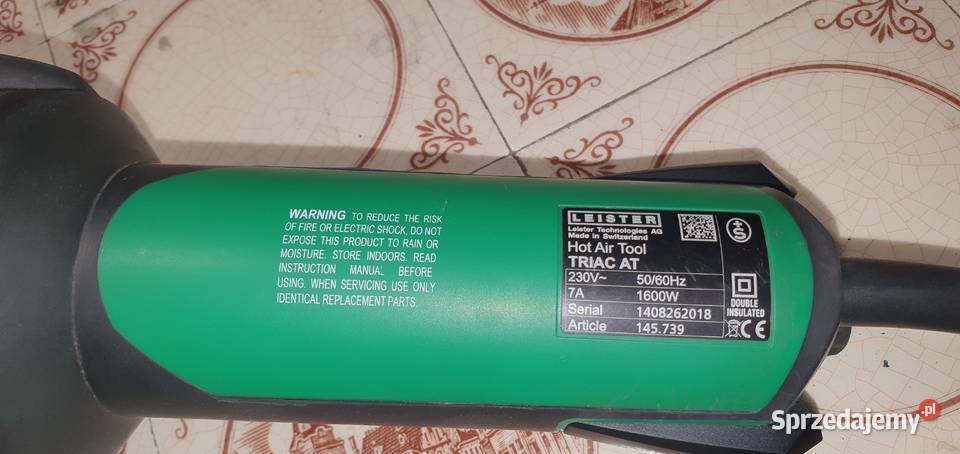 WARNING TO REDUCE THE RISK
OF FIRE OR ELECTRIC SHOCK, DO NOT
EXPOSE THIS PRODUCT TO RAIN OR
MOISTURE. STORE INDOORS. READ
INSTRUCTION MANUAL BEFORE
USING. WHEN SERVICING USE ONLY
IDENTICAL REPLACEMENT PARTS.
LEISTER
Leister Technologies AG
Made in Switzerland
Hot Air Tool
TRIAC AT
230V~ 50/60Hz
7A 1600W
Serial 1408262018
Article 145.739
S
DOUBLE
INSULATED
CE
Sprzedajemy.pl